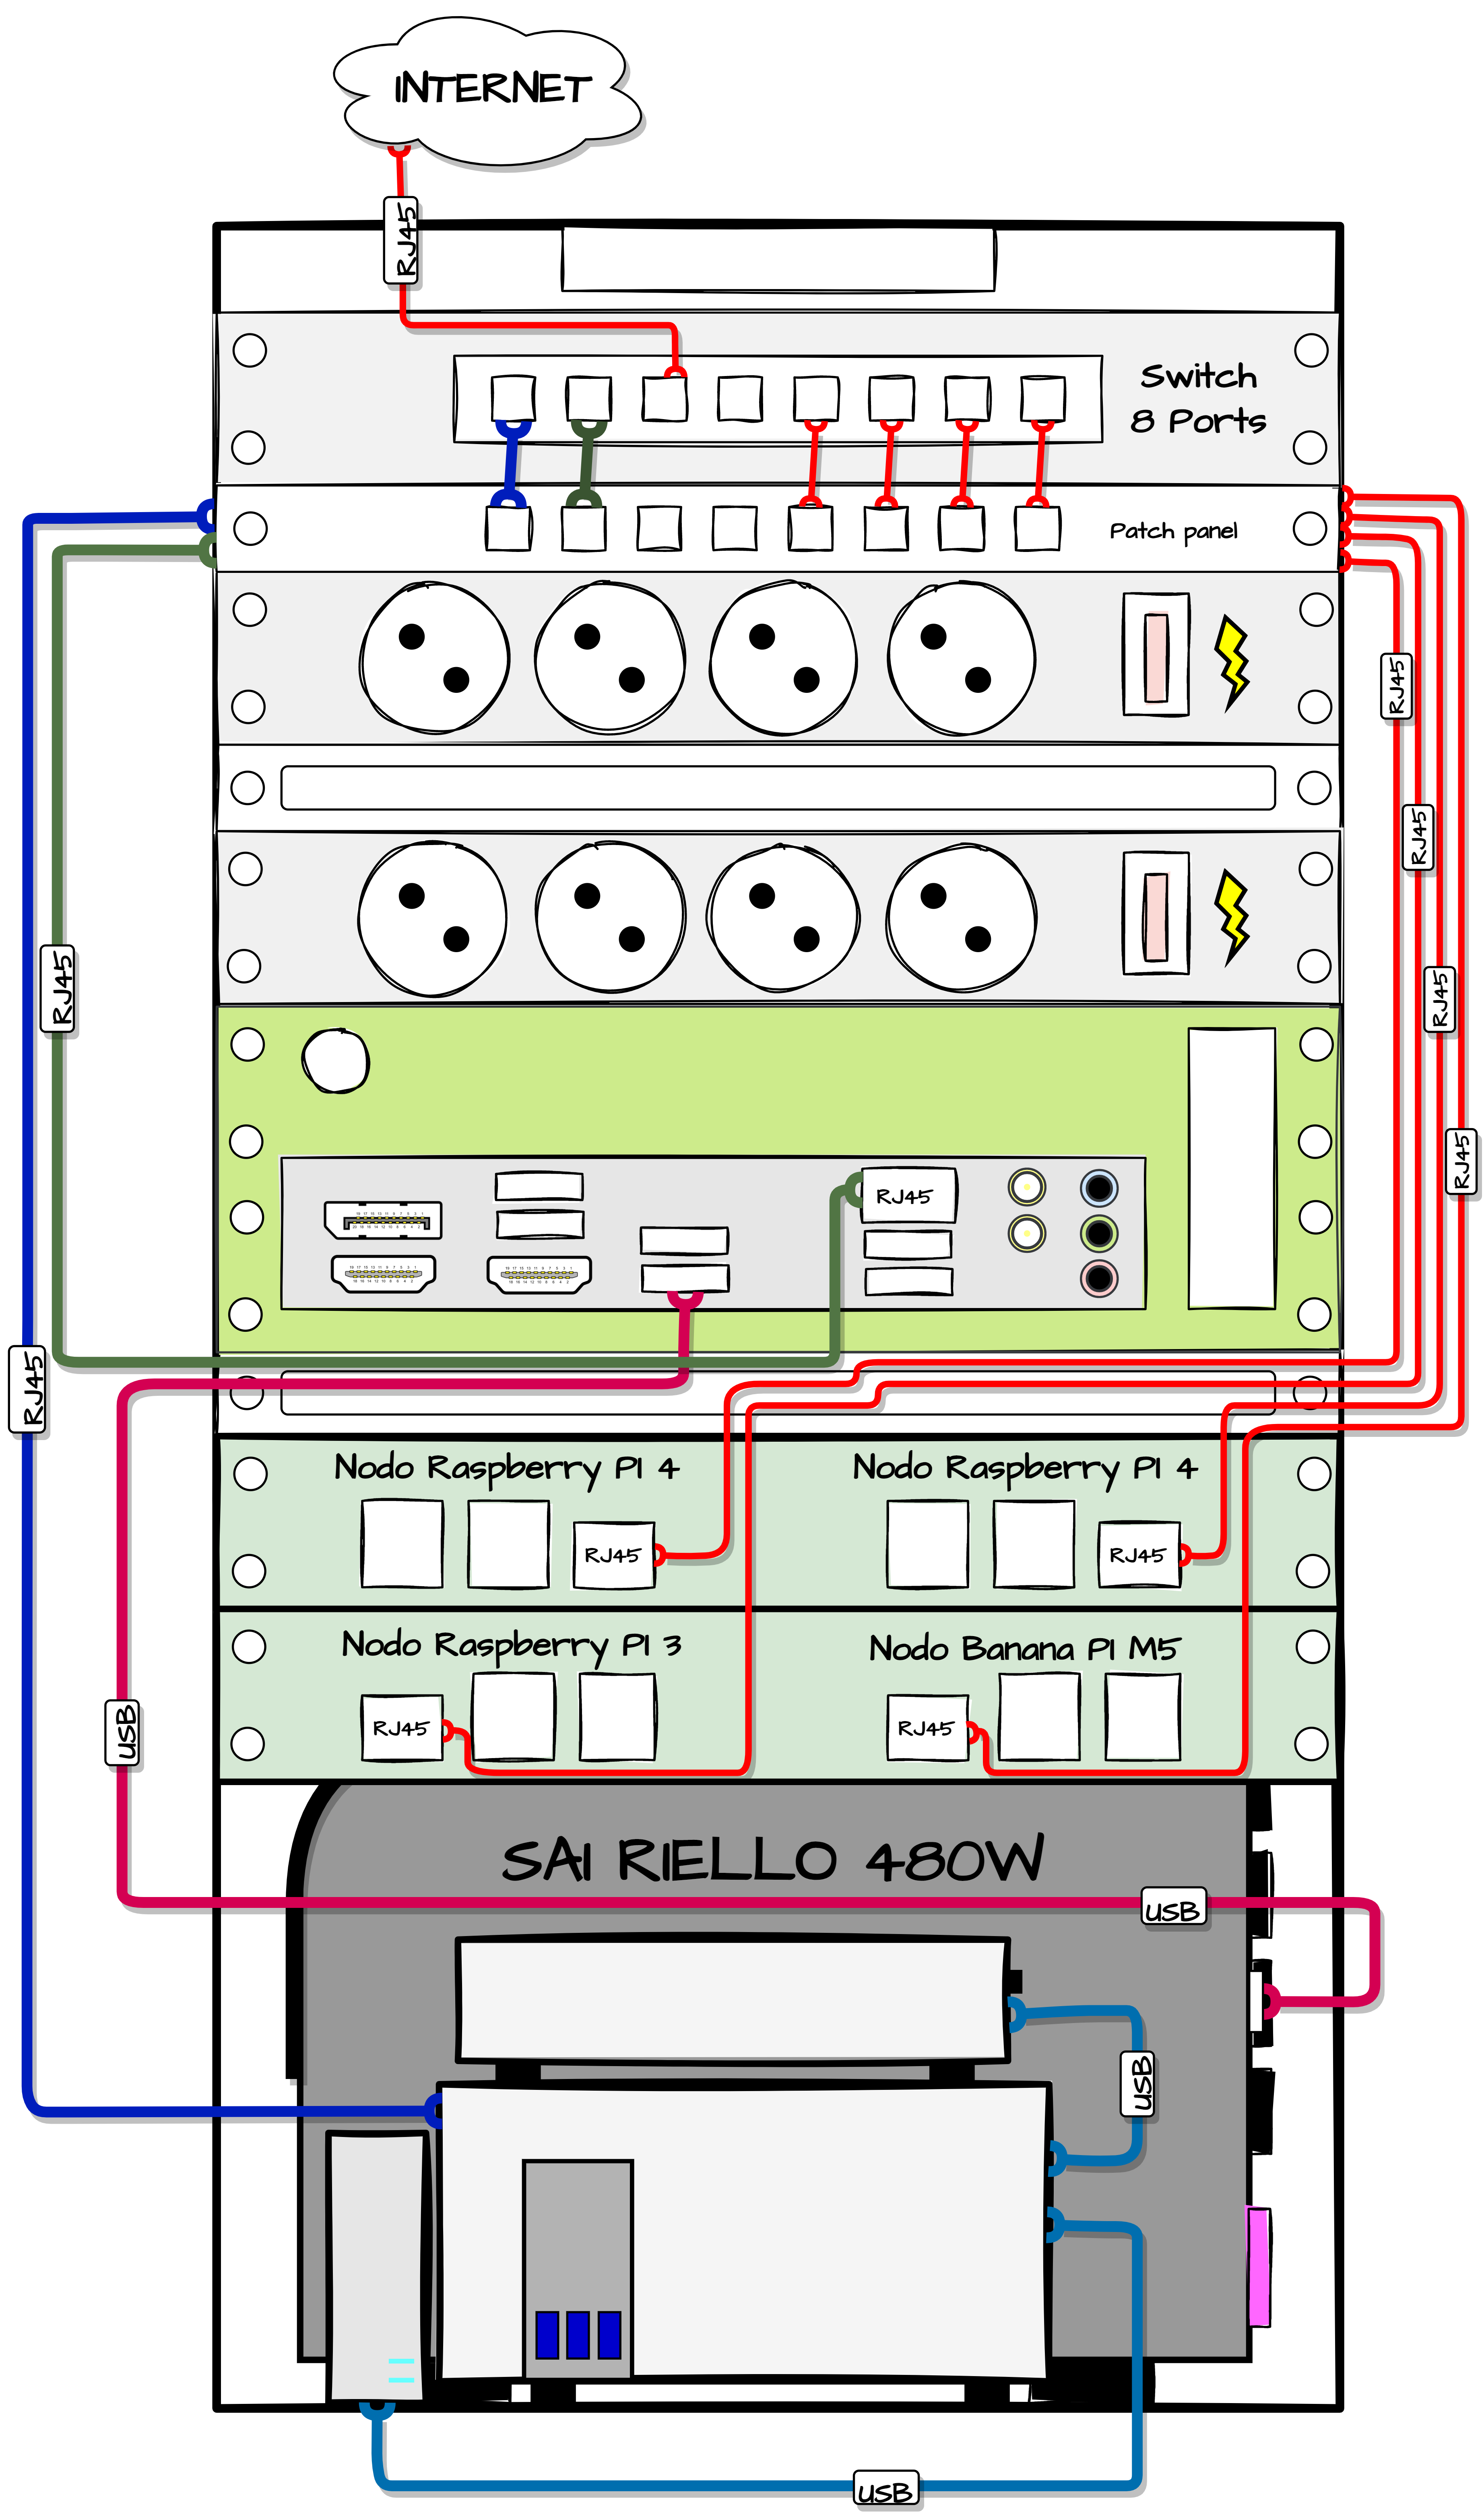 INTERNET
RJ45
Switch
8 Ports
Patch panel
RJ45
RJ45
RJ45
RJ45
RJ45
RJ45
RJ45
RJ45
Nodo Raspberry PI 4
Nodo Raspberry PI 4
RJ45
RJ45
Nodo Raspberry PI 3
Nodo Banana PI M5
RJ45
RJ45
USB
SAI RIELLO 480W
USB
USB
USB